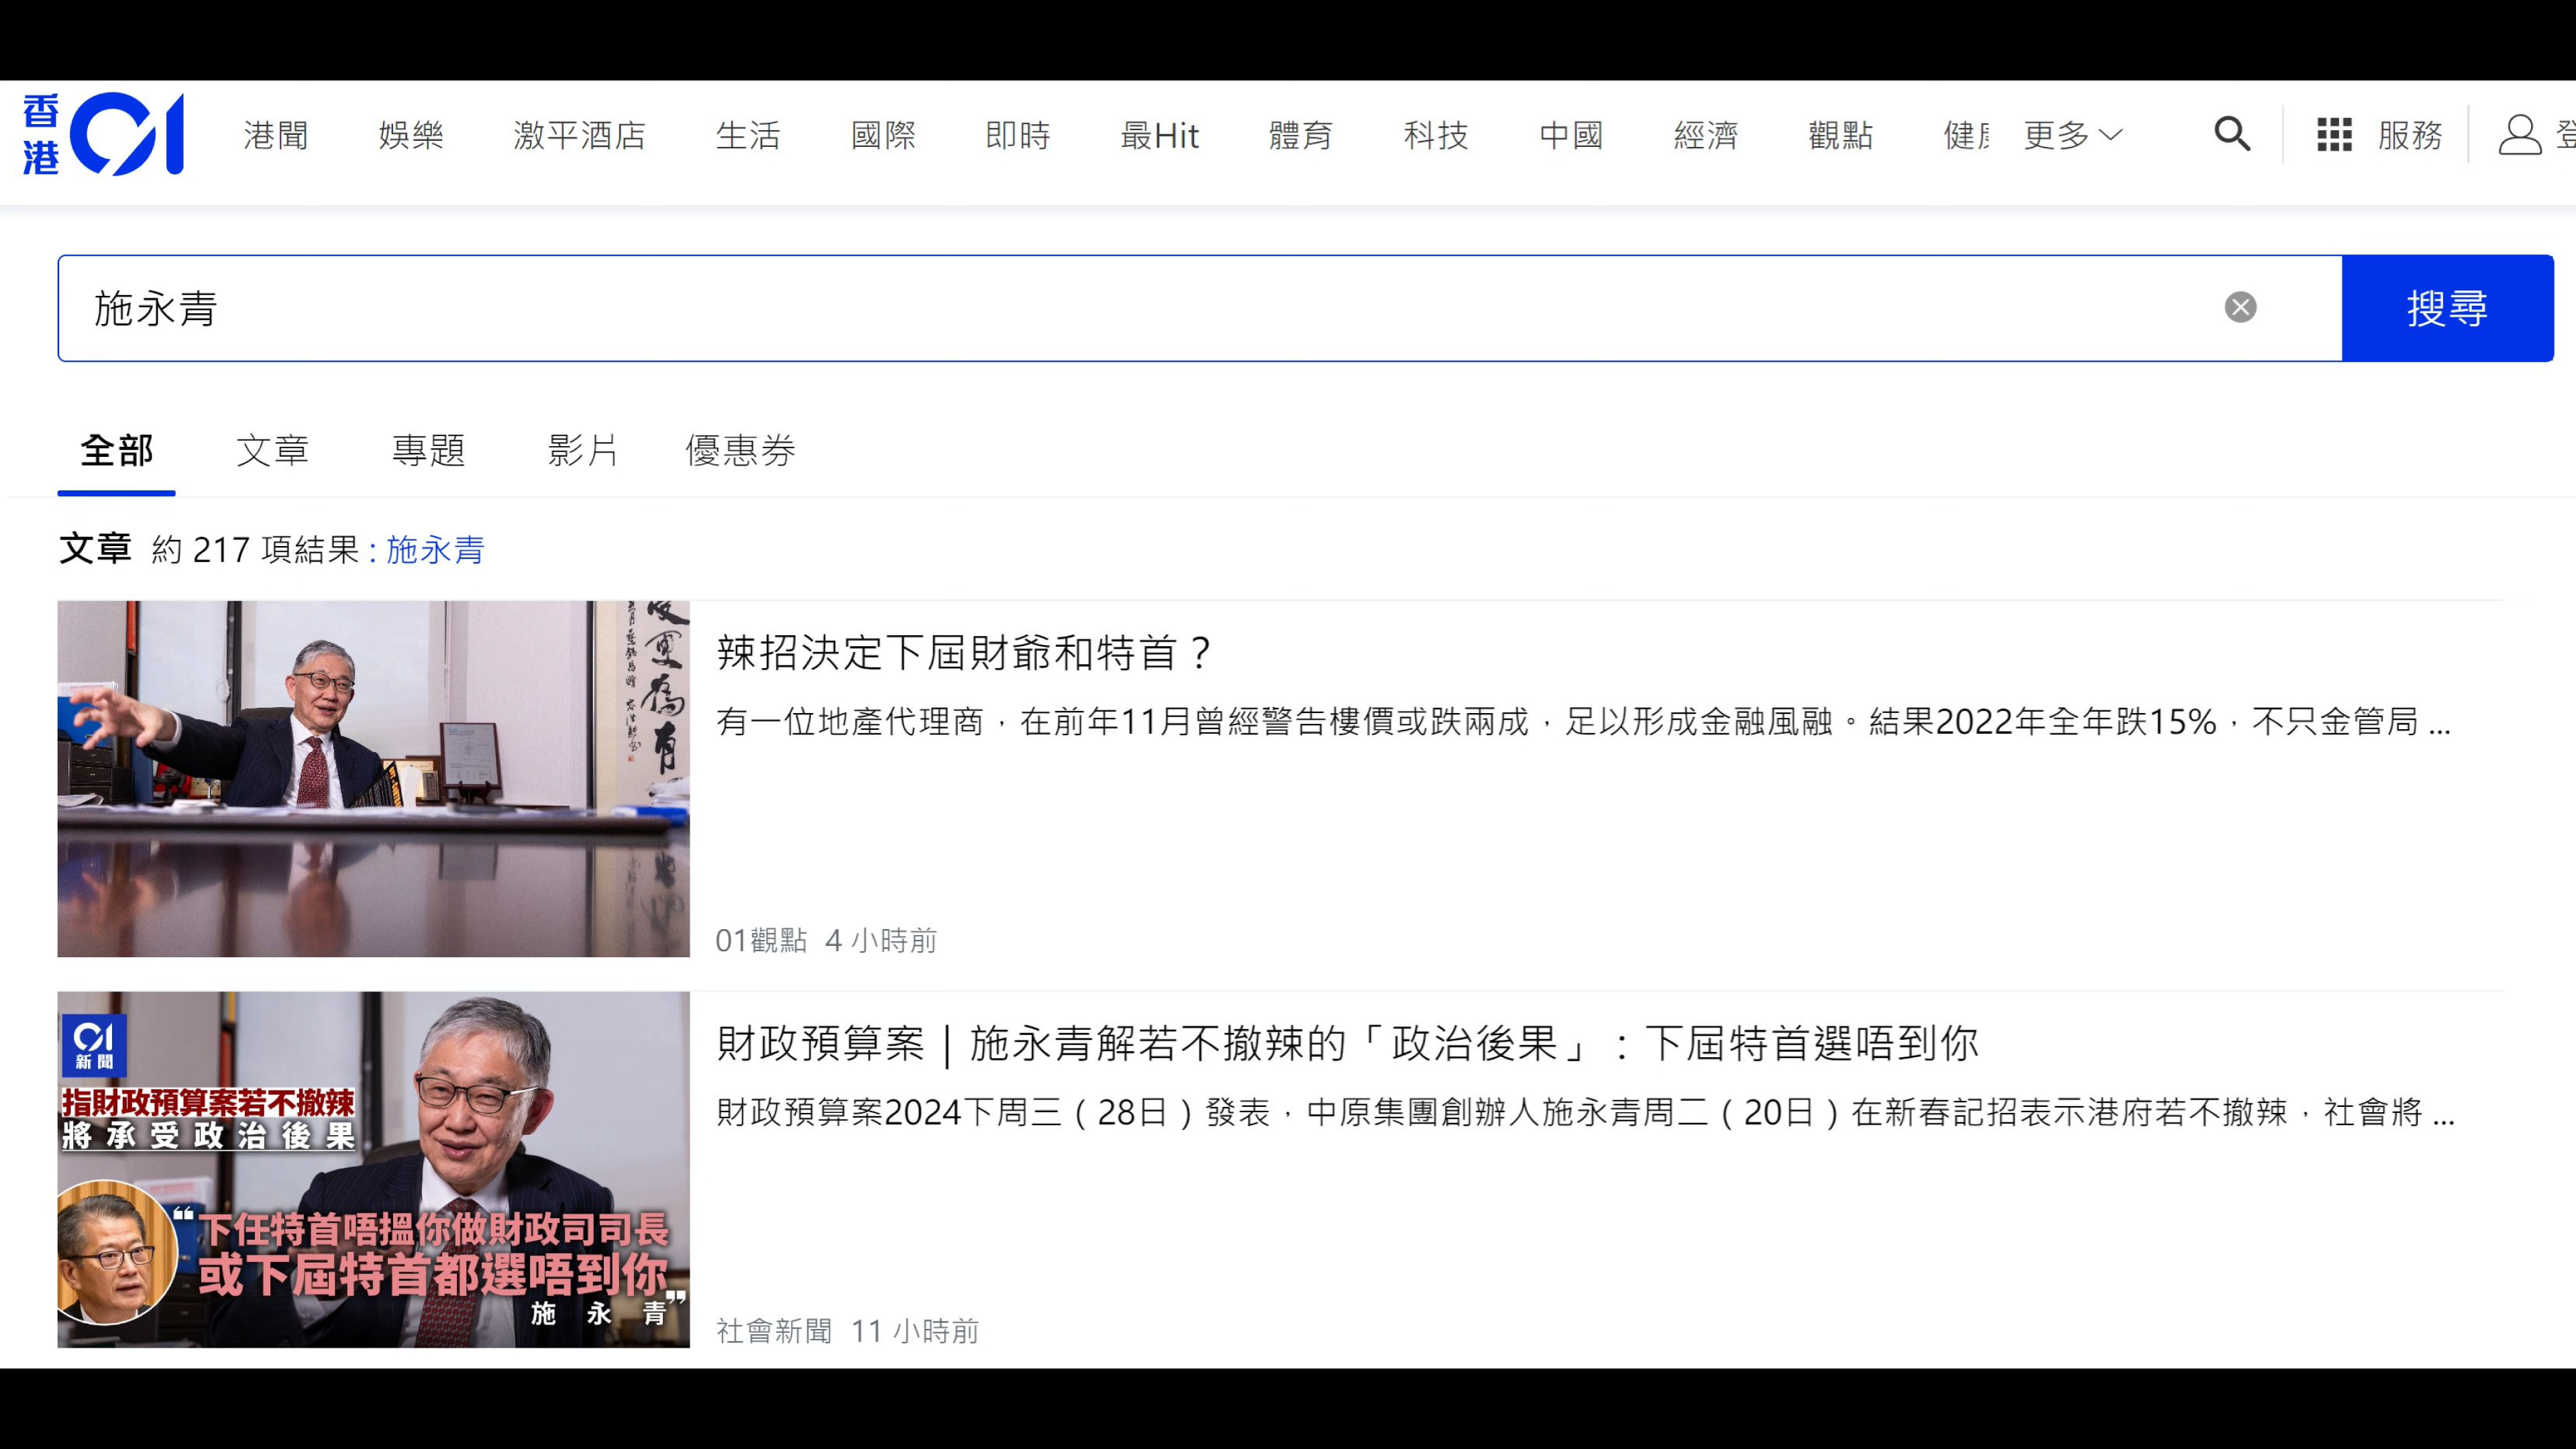 香港01 港聞 娛樂 激平酒店 生活 國際 即時 最Hit 體育 科技 中國 經濟 觀點 健 更多 服務
施永青 搜尋
全部 文章 專題 影片 優惠券
文章 約 217 項結果 : 施永青
辣招決定下屆財爺和特首？
有一位地產代理商，在前年11月曾經警告樓價或跌兩成，足以形成金融風融。結果2022年全年跌15%，不只金管局 ...
01觀點 4 小時前
財政預算案｜施永青解若不撤辣的「政治後果」：下屆特首選唔到你
財政預算案2024下周三（28日）發表，中原集團創辦人施永青周二（20日）在新春記招表示港府若不撤辣，社會將 ...
社會新聞 11 小時前
01
新聞
指財政預算案若不撤辣
將承受政治後果
“下任特首唔搵你做財政司司長
或下屆特首都選唔到你”
施永青